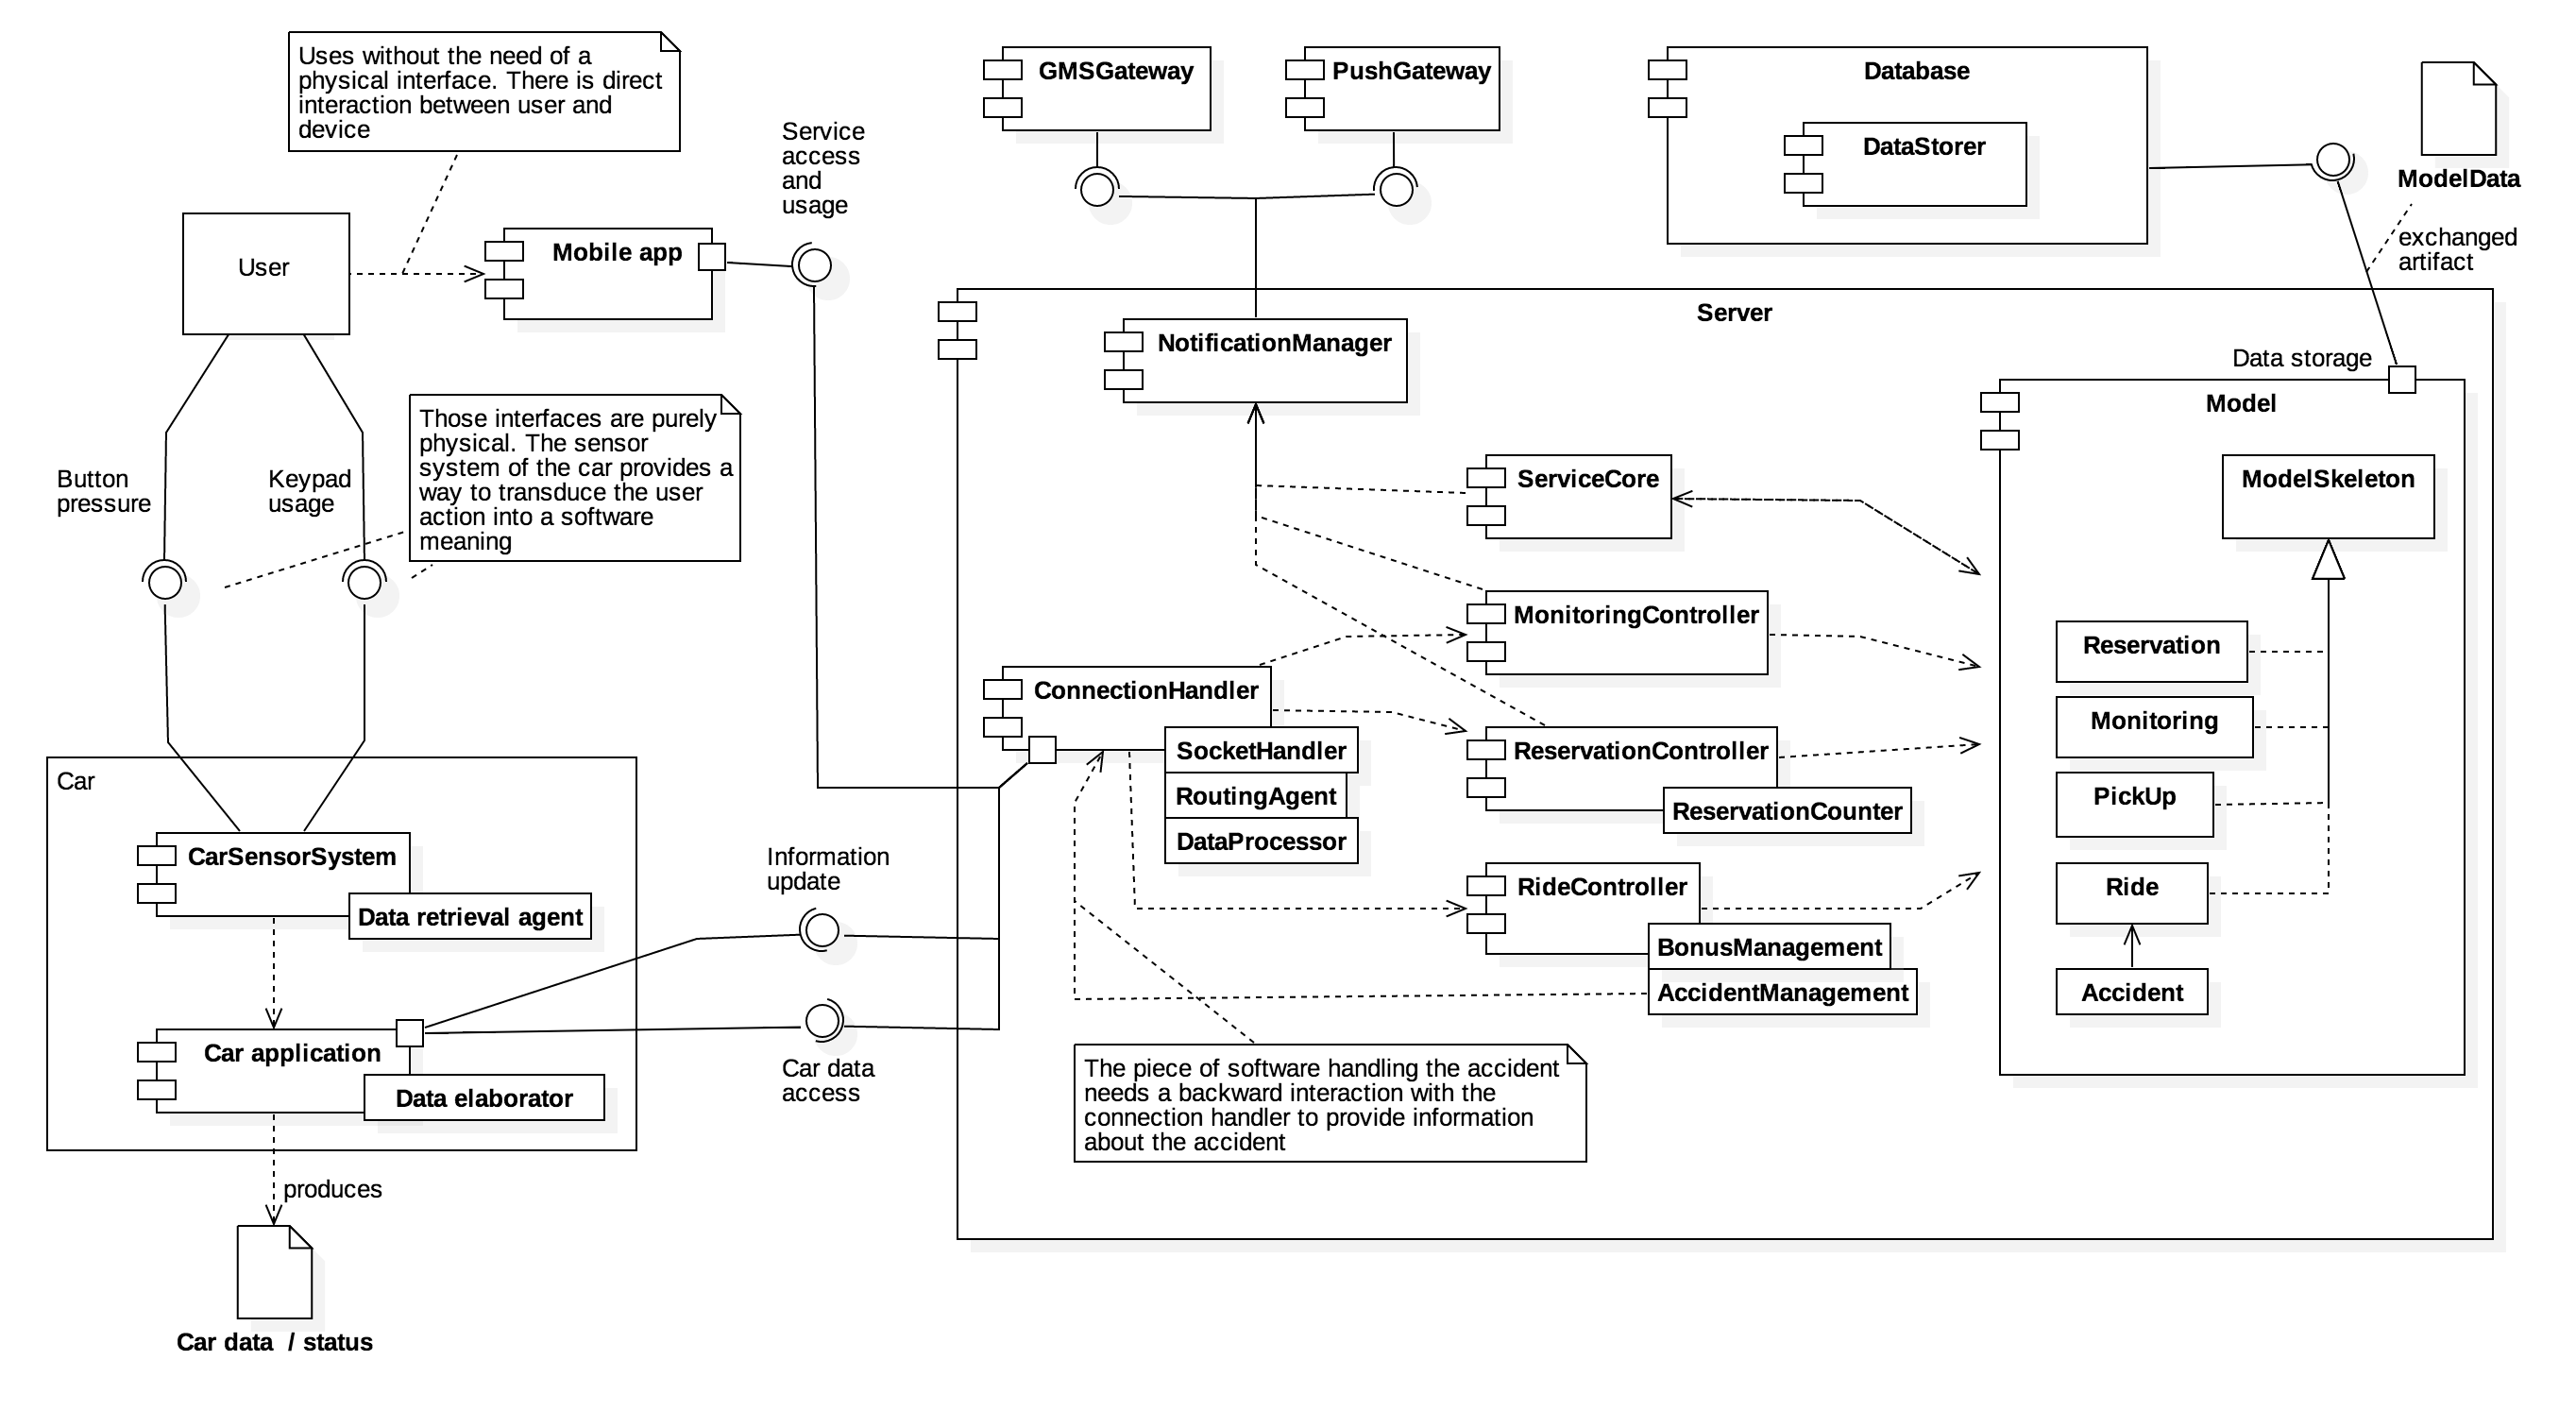 Uses without the need of a
physical interface. There is direct
interaction between user and
device
GMSGateway
PushGateway
Database
DataStorer
ModelData
exchanged
artifact
Service
access
and
usage
User
Mobile app
Server
NotificationManager
Data storage
Model
Those interfaces are purely
physical. The sensor
system of the car provides a
way to transduce the user
action into a software
meaning
Button
pressure
Keypad
usage
ServiceCore
ModelSkeleton
MonitoringController
Reservation
ConnectionHandler
Monitoring
SocketHandler
ReservationController
Car
RoutingAgent
ReservationCounter
PickUp
DataProcessor
CarSensorSystem
Information
update
RideController
Ride
Data retrieval agent
BonusManagement
AccidentManagement
Accident
Car application
Data elaborator
Car data
access
The piece of software handling the accident
needs a backward interaction with the
connection handler to provide information
about the accident
produces
Car data / status